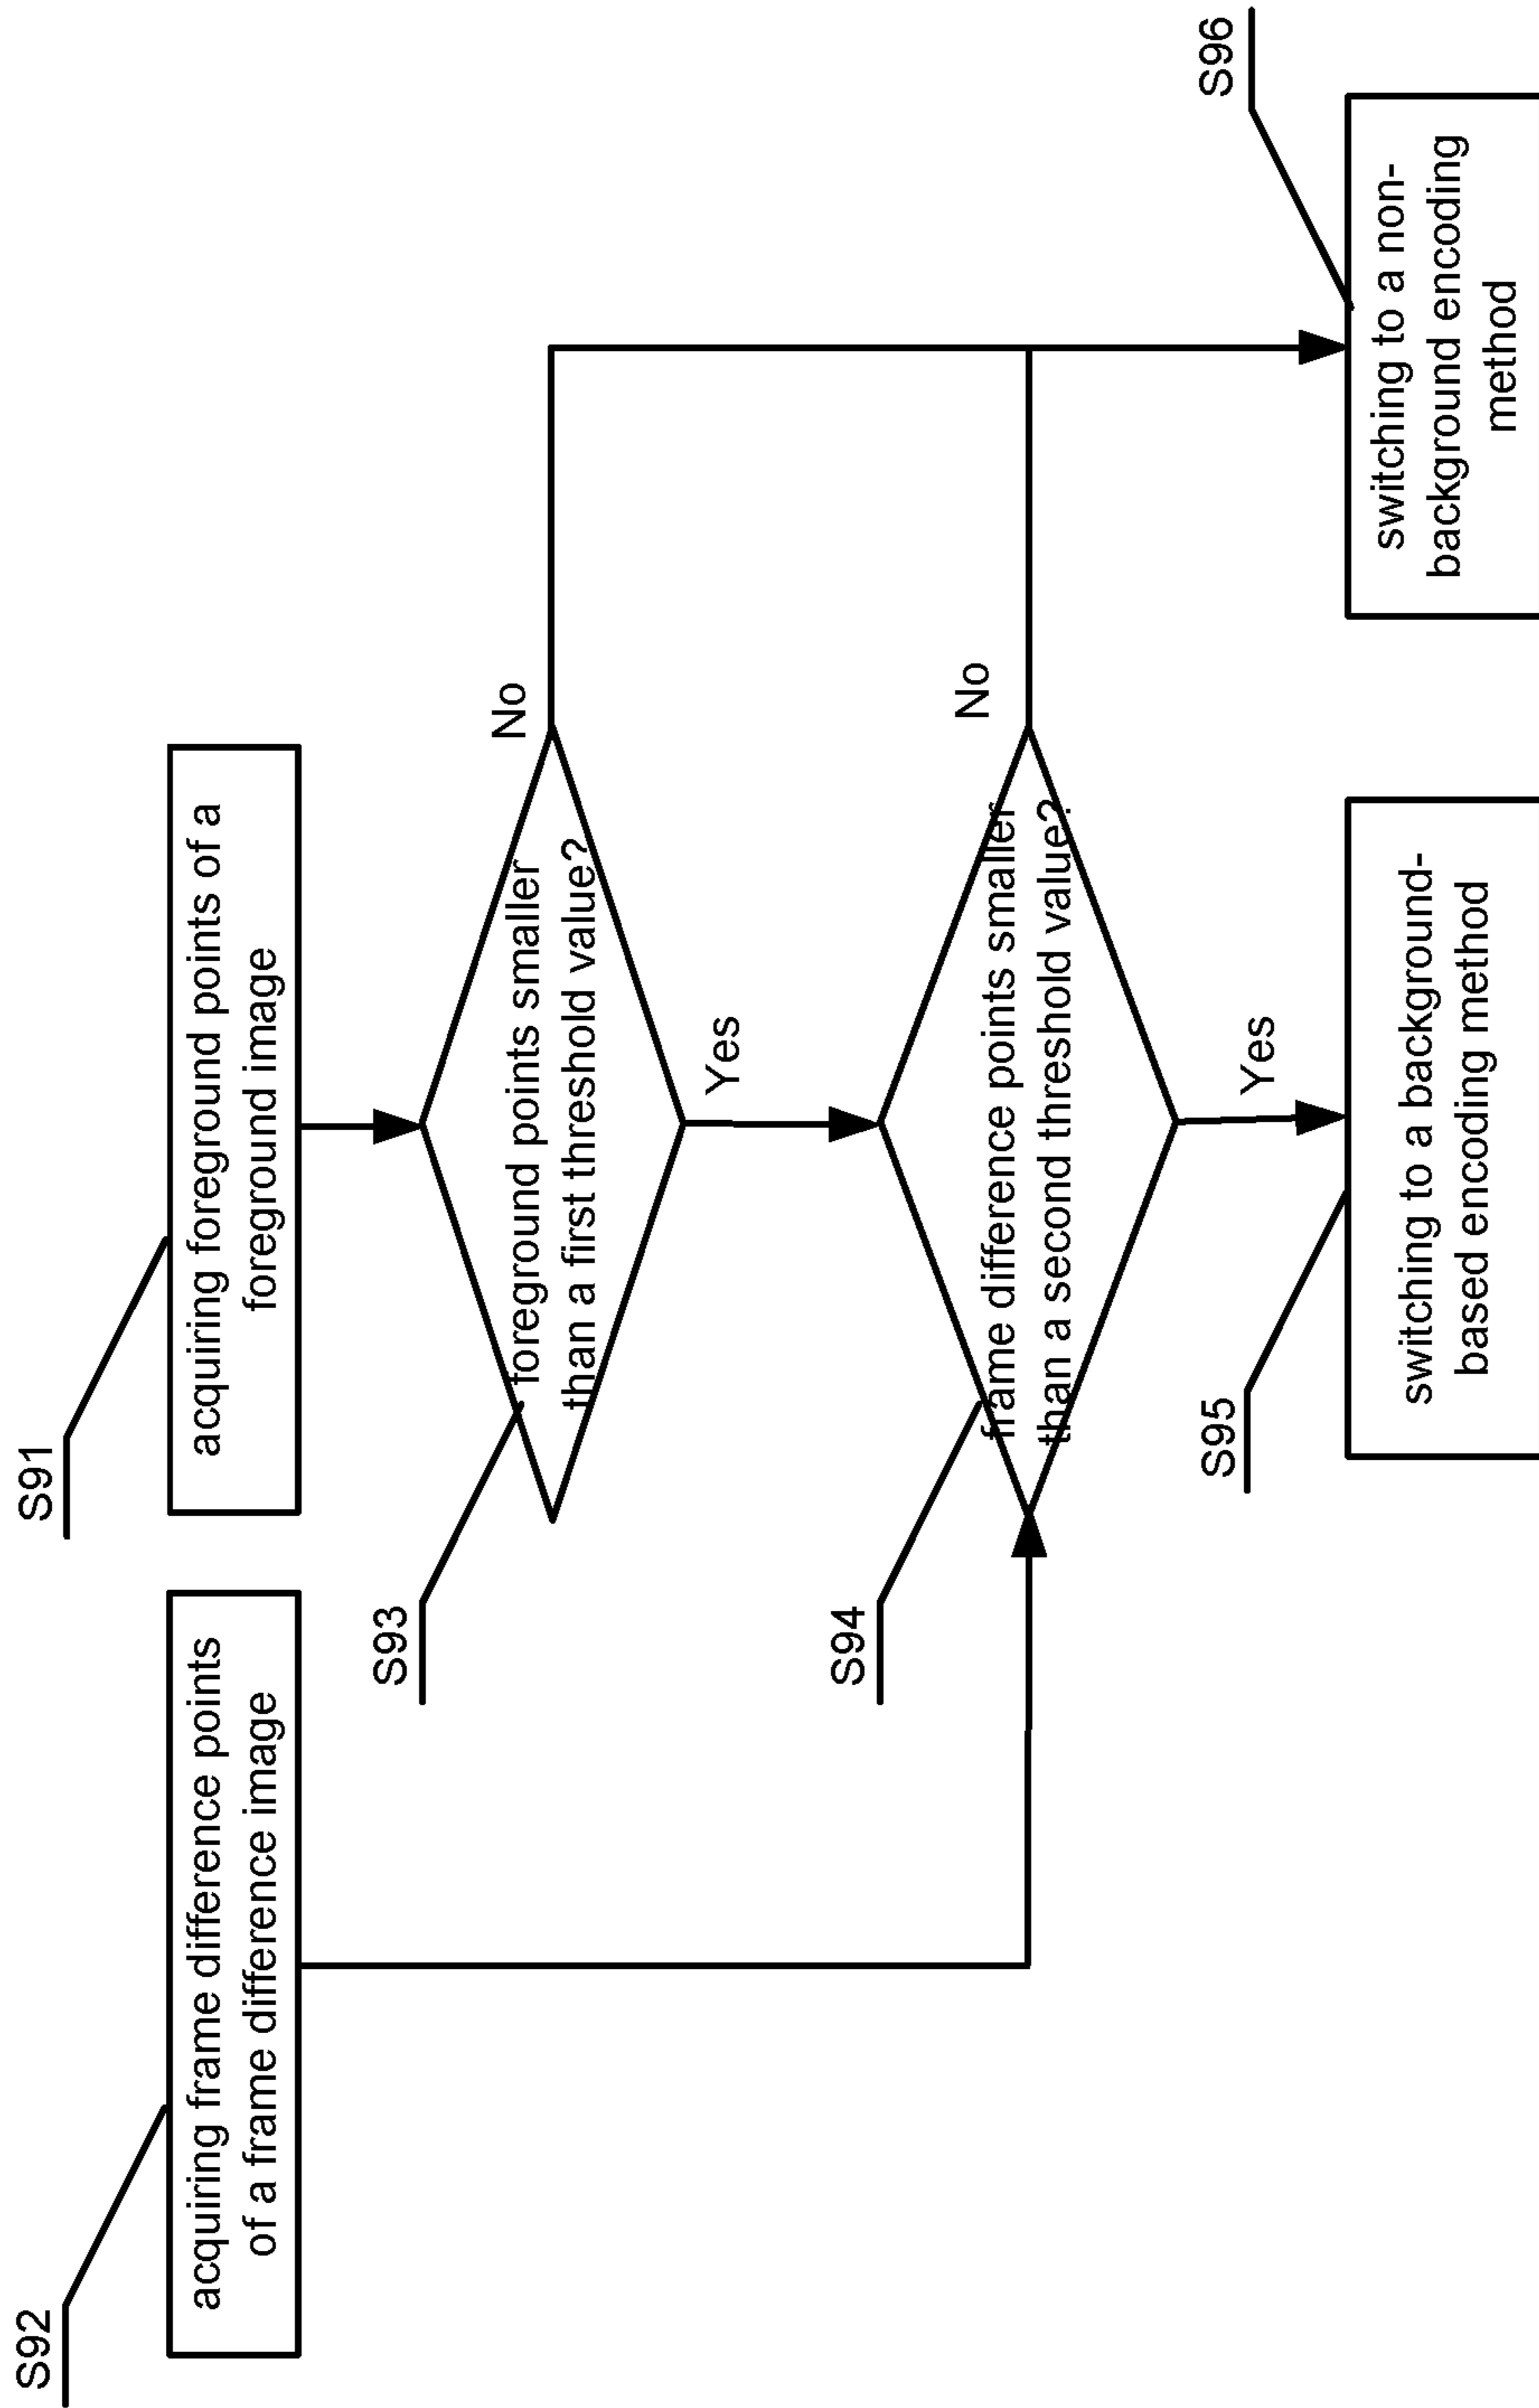 S92
acquiring frame difference points
of a frame difference image
S91
acquiring foreground points of a
foreground image
S93
foreground points smaller
than a first threshold value?
No
Yes
S94
frame difference points smaller
than a second threshold value?
No
Yes
S95
switching to a background-
based encoding method
S96
switching to a non-
background encoding
method